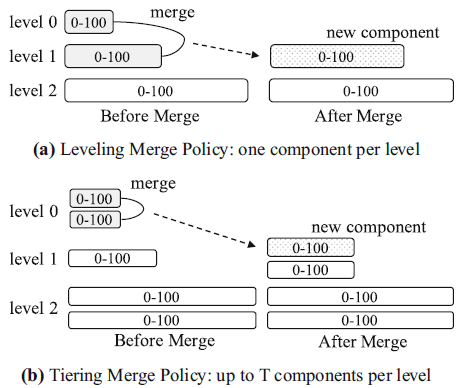 level 0 0-100 merge
new component
level 1 0-100 0-100
level 2 0-100 0-100
Before Merge After Merge
(a) Leveling Merge Policy: one component per level
merge
0-100
level 0
0-100
new component
0-100
level 1 0-100
0-100
0-100 0-100
level 2
0-100 0-100
Before Merge After Merge
(b) Tiering Merge Policy: up to T components per level